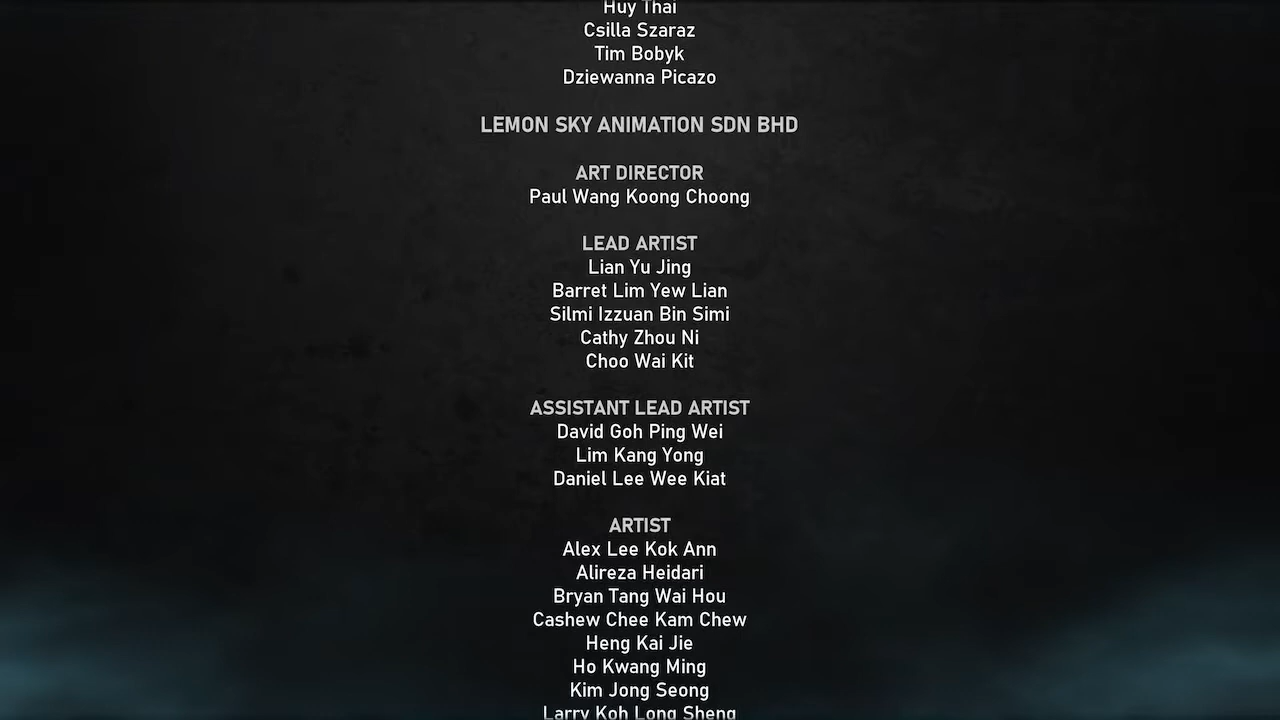 Huy Thai
Csilla Szaraz
Tim Bobyk
Dziewanna Picazo
LEMON SKY ANIMATION SDN BHD
ART DIRECTOR
Paul Wang Koong Choong
LEAD ARTIST
Lian Yu Jing
Barret Lim Yew Lian
Silmi Izzuan Bin Simi
Cathy Zhou Ni
Choo Wai Kit
ASSISTANT LEAD ARTIST
David Goh Ping Wei
Lim Kang Yong
Daniel Lee Wee Kiat
ARTIST
Alex Lee Kok Ann
Alireza Heidari
Bryan Tang Wai Hou
Cashew Chee Kam Chew
Heng Kai Jie
Ho Kwang Ming
Kim Jong Seong
Larry Koh Long Sheng